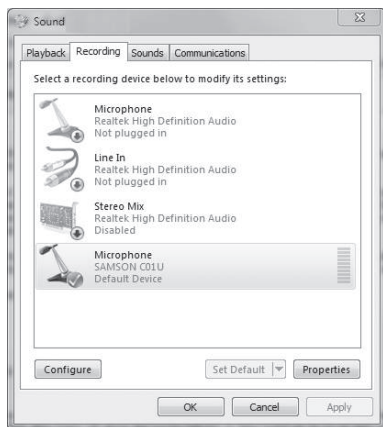 Sound
Playback Recording Sounds Communications
Select a recording device below to modify its settings:
Microphone
Realtek High Definition Audio
Not plugged in
Line In
Realtek High Definition Audio
Not plugged in
Stereo Mix
Realtek High Definition Audio
Disabled
Microphone
SAMSON C01U
Default Device
Configure Set Default Properties
OK Cancel Apply